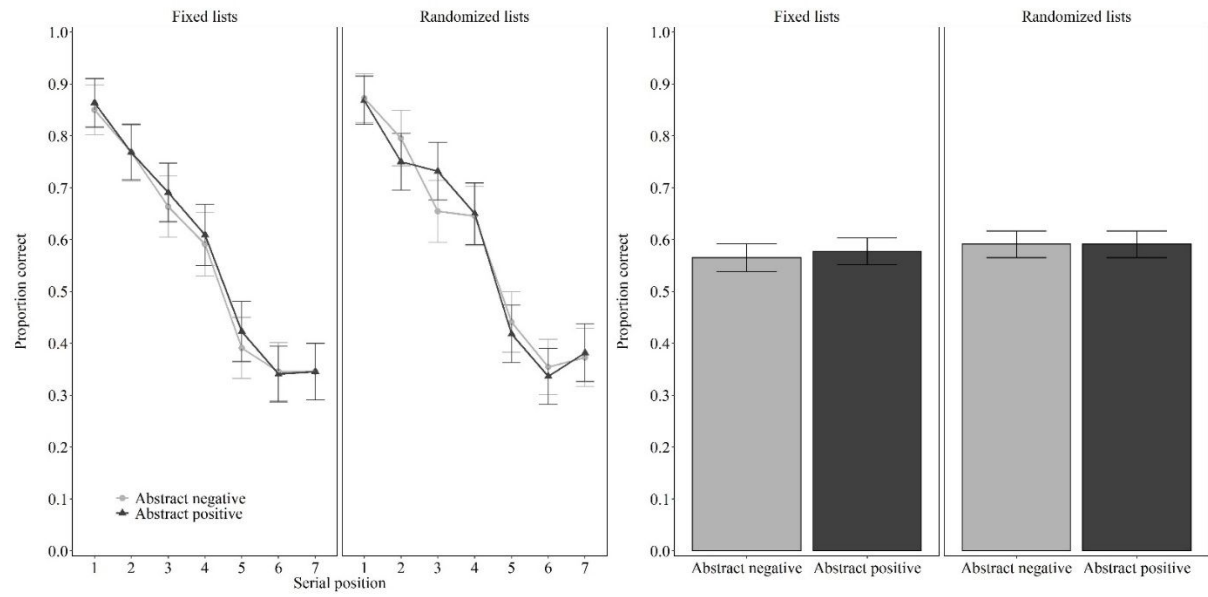 Fixed lists
Randomized lists
Proportion correct
1.0
0.9
0.8
0.7
0.6
0.5
0.4
0.3
0.2
0.1
0.0
Abstract negative
Abstract positive
1 2 3 4 5 6 7
1 2 3 4 5 6 7
Serial position
Fixed lists
Randomized lists
Proportion correct
1.0
0.9
0.8
0.7
0.6
0.5
0.4
0.3
0.2
0.1
0.0
Abstract negative Abstract positive
Abstract negative Abstract positive